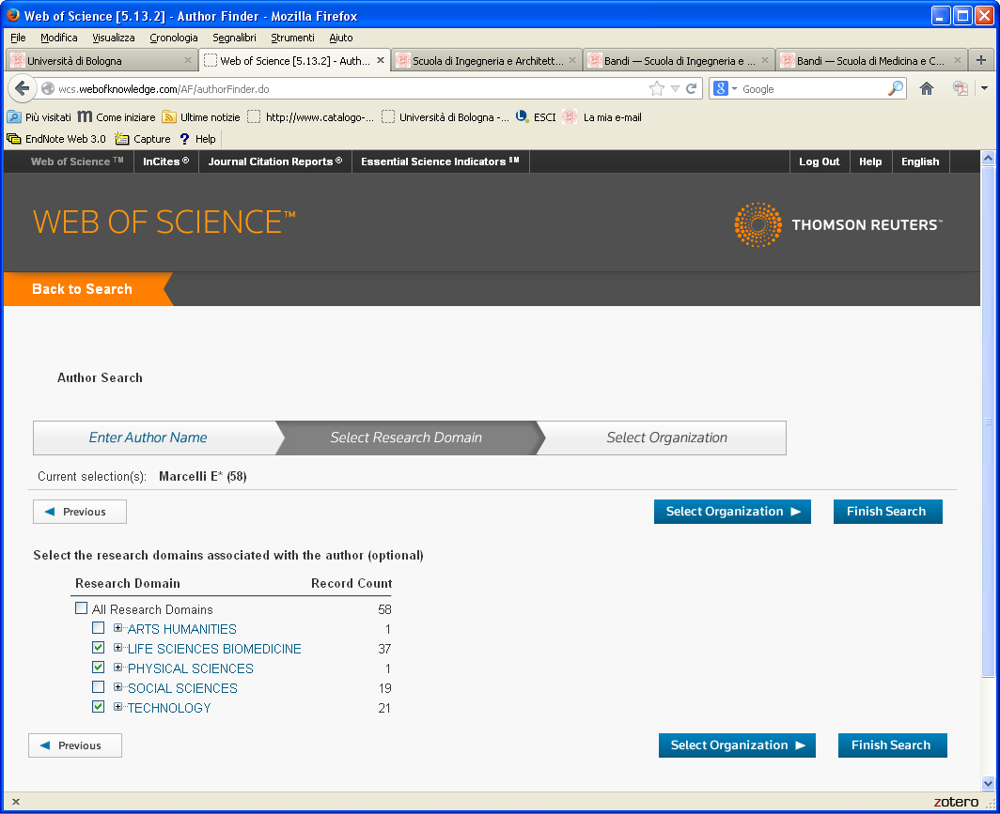 Web of Science [5.13.2] - Author Finder - Mozilla Firefox
File Modifica Visualizza Cronologia Segnalibri Strumenti Aiuto
Università di Bologna × Web of Science [5.13.2] - Auth... × Scuola di Ingegneria e Architett... × Bandi — Scuola di Ingegneria e ... × Bandi — Scuola di Medicina e C... × +
wcs.webofknowledge.com/AF/authorFinder.do Google
Più visitati Come iniziare Ultime notizie http://www.catalogo-... Università di Bologna -... ESCI La mia e-mail
EndNote Web 3.0 Capture ? Help
Web of Science ™ InCites ® Journal Citation Reports ® Essential Science Indicators ℠ Log Out Help English
WEB OF SCIENCE™ THOMSON REUTERS™
Back to Search
Author Search
Enter Author Name Select Research Domain Select Organization
Current selection(s): Marcelli E* (58)
Previous Select Organization Finish Search
Select the research domains associated with the author (optional)
Research Domain Record Count
All Research Domains 58
ARTS HUMANITIES 1
LIFE SCIENCES BIOMEDICINE 37
PHYSICAL SCIENCES 1
SOCIAL SCIENCES 19
TECHNOLOGY 21
Previous Select Organization Finish Search
× zotero